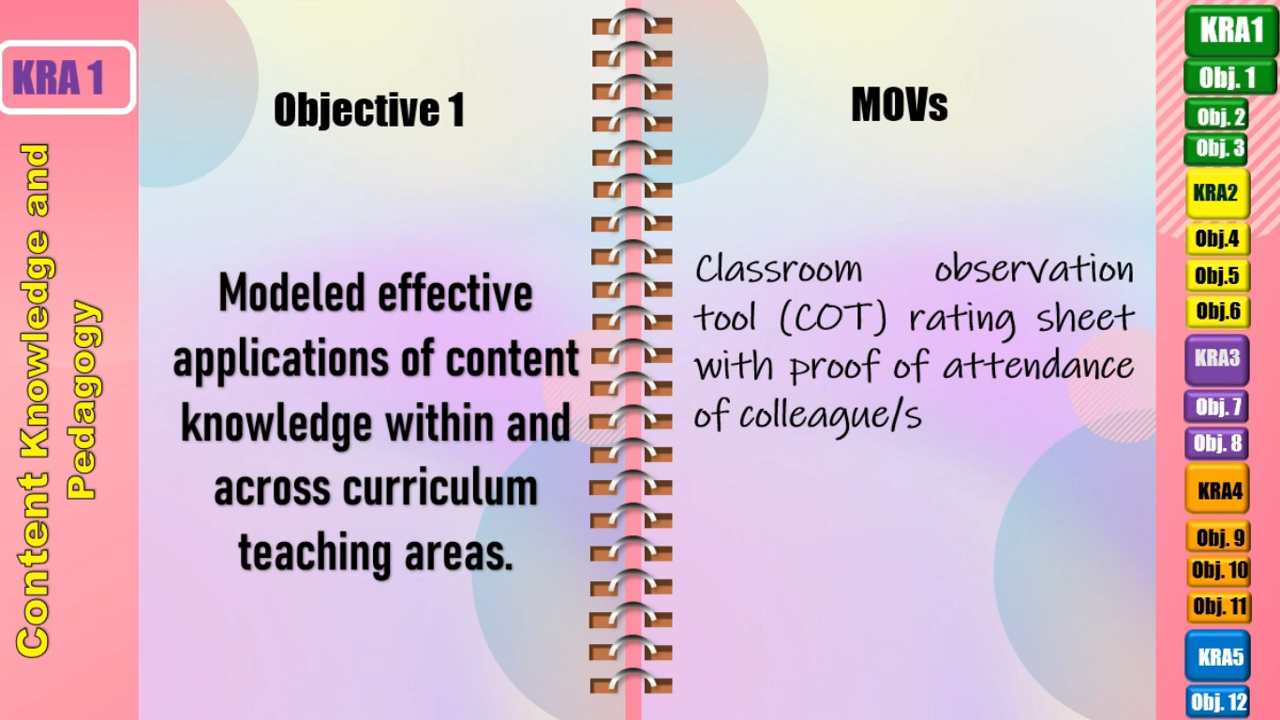 KRA 1
Content Knowledge and
Pedagogy
Objective 1
Modeled effective
applications of content
knowledge within and
across curriculum
teaching areas.
MOVs
Classroom observation
tool (COT) rating sheet
with proof of attendance
of colleague/s
KRA1
Obj. 1
Obj. 2
Obj. 3
KRA2
Obj.4
Obj.5
Obj.6
KRA3
Obj. 7
Obj. 8
KRA4
Obj. 9
Obj. 10
Obj. 11
KRA5
Obj. 12